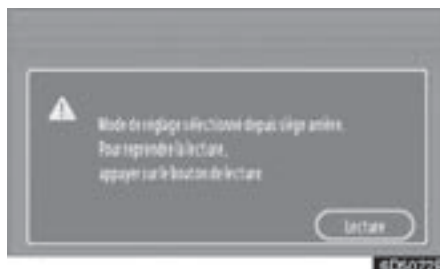 Mode de réglage sélectionné depuis siège arrière.
Pour reprendre la lecture,
appuyer sur le bouton de lecture
Lecture